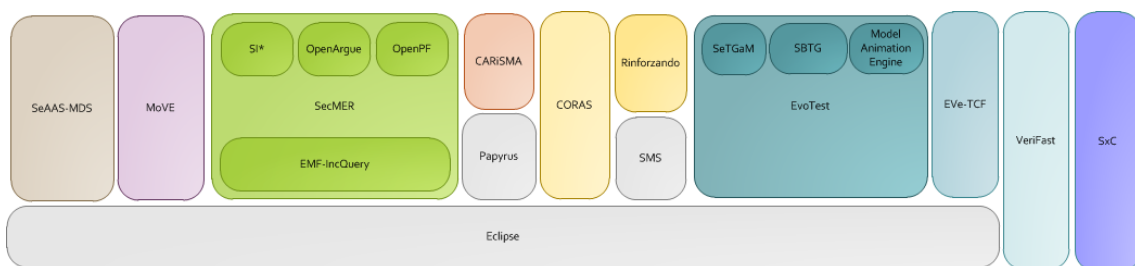 SI*
OpenArgue
OpenPF
CARiSMA
Rinforzando
SeTGaM
SBTG
Model
Animation
Engine
SeAAS-MDS
MoVE
SecMER
CORAS
EvoTest
EVe-TCF
VeriFast
SxC
EMF-IncQuery
Papyrus
SMS
Eclipse